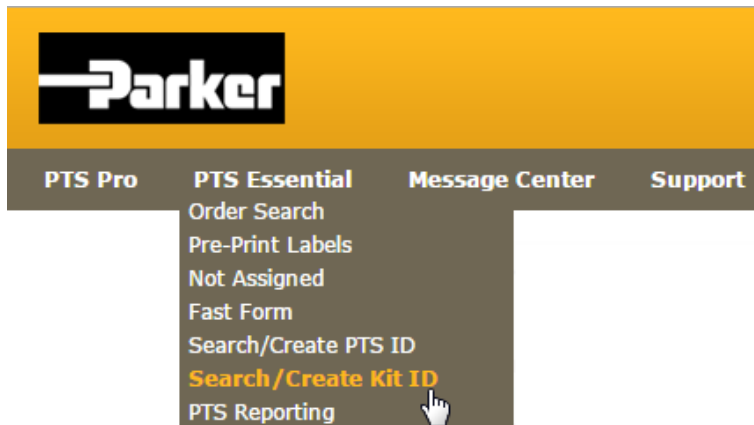 Parker
PTS Pro PTS Essential Message Center Support
Order Search
Pre-Print Labels
Not Assigned
Fast Form
Search/Create PTS ID
Search/Create Kit ID
PTS Reporting